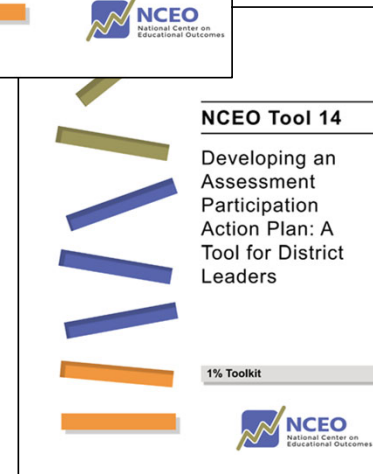 NCEO
National Center on
Educational Outcomes
NCEO Tool 14
Developing an
Assessment
Participation
Action Plan: A
Tool for District
Leaders
1% Toolkit
NCEO
National Center on
Educational Outcomes